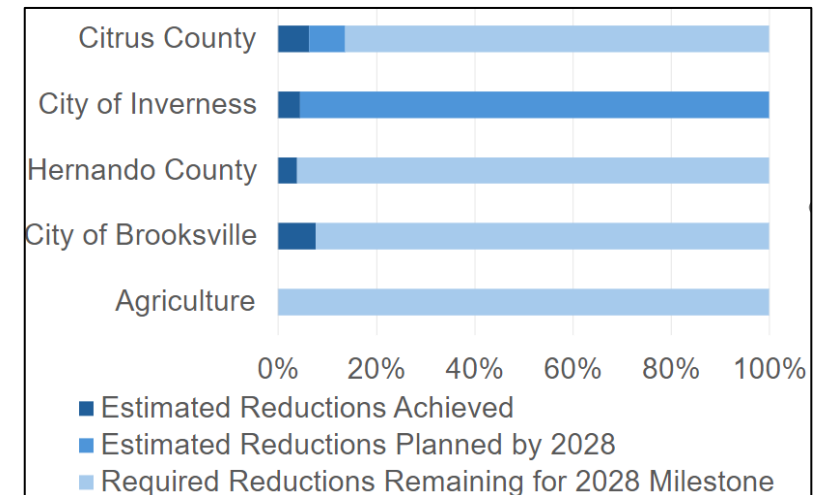 Citrus County
City of Inverness
Hernando County
City of Brooksville
Agriculture
0% 20% 40% 60% 80% 100%
Estimated Reductions Achieved
Estimated Reductions Planned by 2028
Required Reductions Remaining for 2028 Milestone